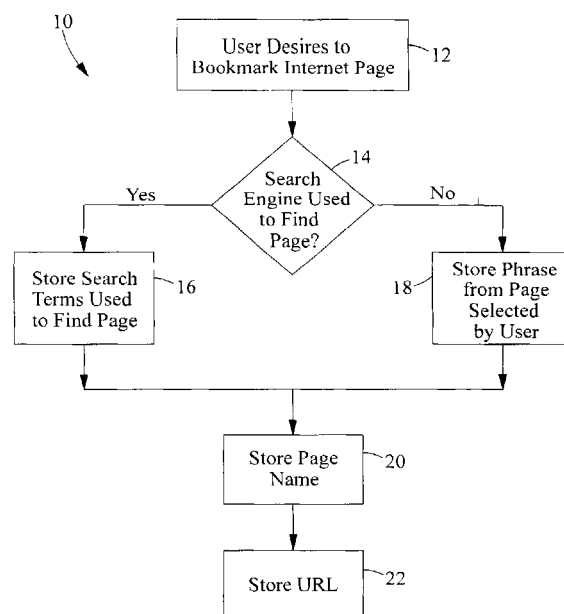 10
User Desires to
Bookmark Internet Page
12
14
Search
Engine Used
to Find
Page?
Yes
No
Store Search
Terms Used
to Find Page
16
18
Store Phrase
from Page
Selected
by User
Store Page
Name
20
Store URL
22